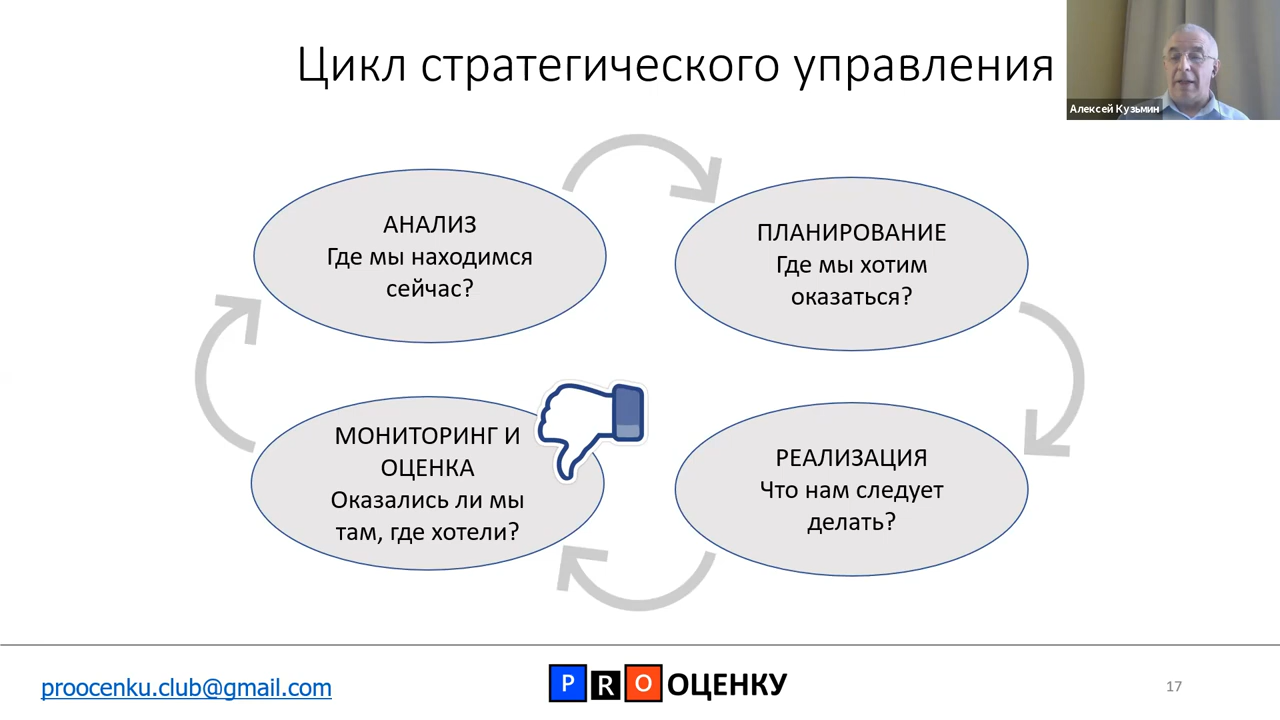 Цикл стратегического управления
Алексей Кузьмин
АНАЛИЗ
Где мы находимся
сейчас?
ПЛАНИРОВАНИЕ
Где мы хотим
оказаться?
МОНИТОРИНГ И
ОЦЕНКА
Оказались ли мы
там, где хотели?
РЕАЛИЗАЦИЯ
Что нам следует
делать?
proocenku.club@gmail.com
PRO ОЦЕНКУ
17